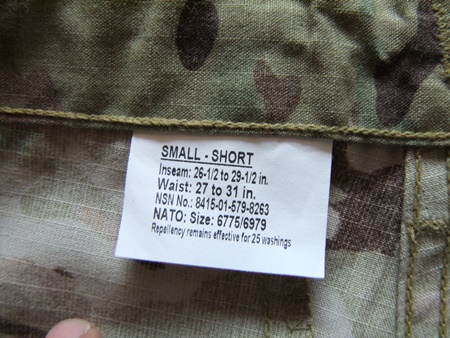 SMALL - SHORT
Inseam: 26-1/2 to 29-1/2 in.
Waist: 27 to 31 in.
NSN No.: 8415-01-579-8263
NATO: Size: 6775/6979
Repellency remains effective for 25 washings